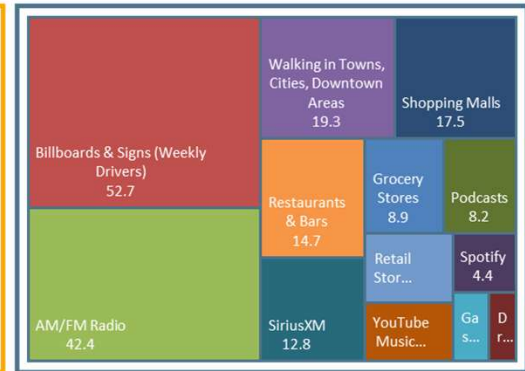 Billboards & Signs (Weekly
Drivers)
52.7
AM/FM Radio
42.4
Walking in Towns,
Cities, Downtown
Areas
19.3
Shopping Malls
17.5
Restaurants
& Bars
14.7
SiriusXM
12.8
Grocery
Stores
8.9
Podcasts
8.2
Retail
Stor...
Spotify
4.4
YouTube
Music...
Ga
s...
D
r...